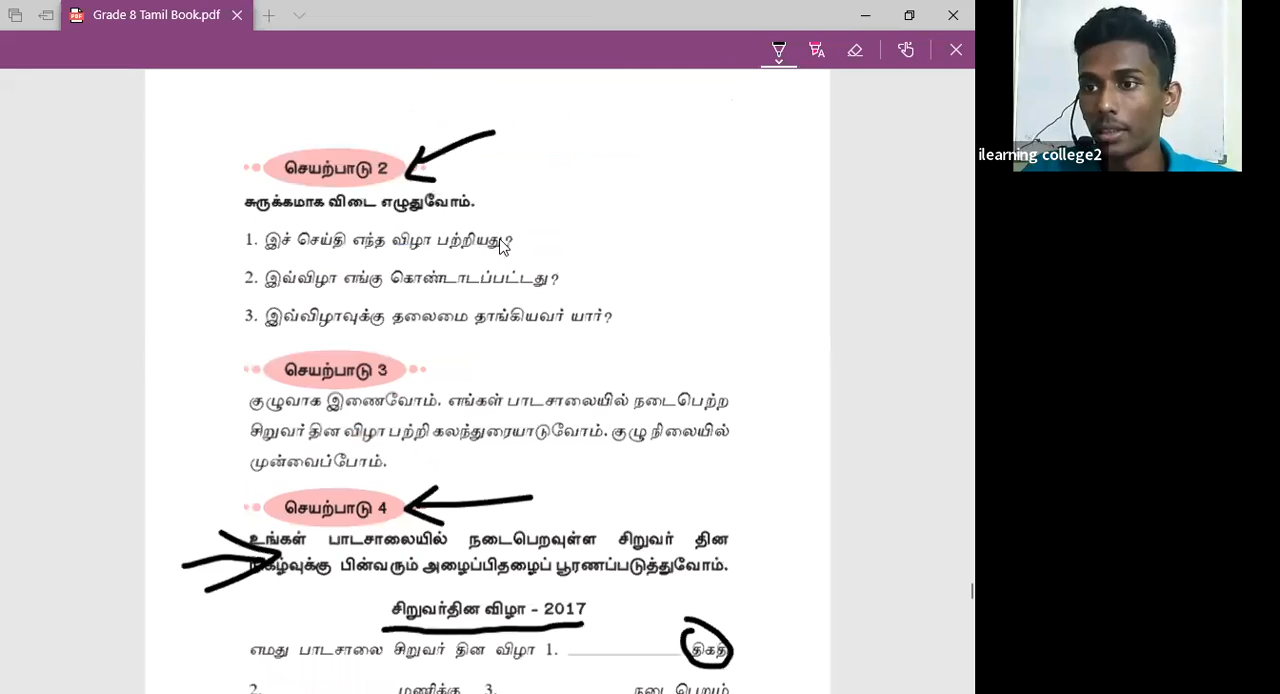 Grade 8 Tamil Book.pdf
செயற்பாடு 2
சுருக்கமாக விடை எழுதுவோம்.
1. இச் செய்தி எந்த விழா பற்றியது?
2. இவ்விழா எங்கு கொண்டாடப்பட்டது?
3. இவ்விழாவுக்கு தலைமை தாங்கியவர் யார்?
செயற்பாடு 3
குழுவாக இணைவோம். எங்கள் பாடசாலையில் நடைபெற்ற
சிறுவர் தின விழா பற்றி கலந்துரையாடுவோம். குழு நிலையில்
முன்வைப்போம்.
செயற்பாடு 4
உங்கள் பாடசாலையில் நடைபெறவுள்ள சிறுவர் தின
நிகழ்வுக்கு பின்வரும் அழைப்பிதழைப் பூரணப்படுத்துவோம்.
சிறுவர்தின விழா - 2017
எமது பாடசாலை சிறுவர் தின விழா 1. ____________ திகதி
2. மணிக்கு 3. நடைபெறும்
ilearning college2